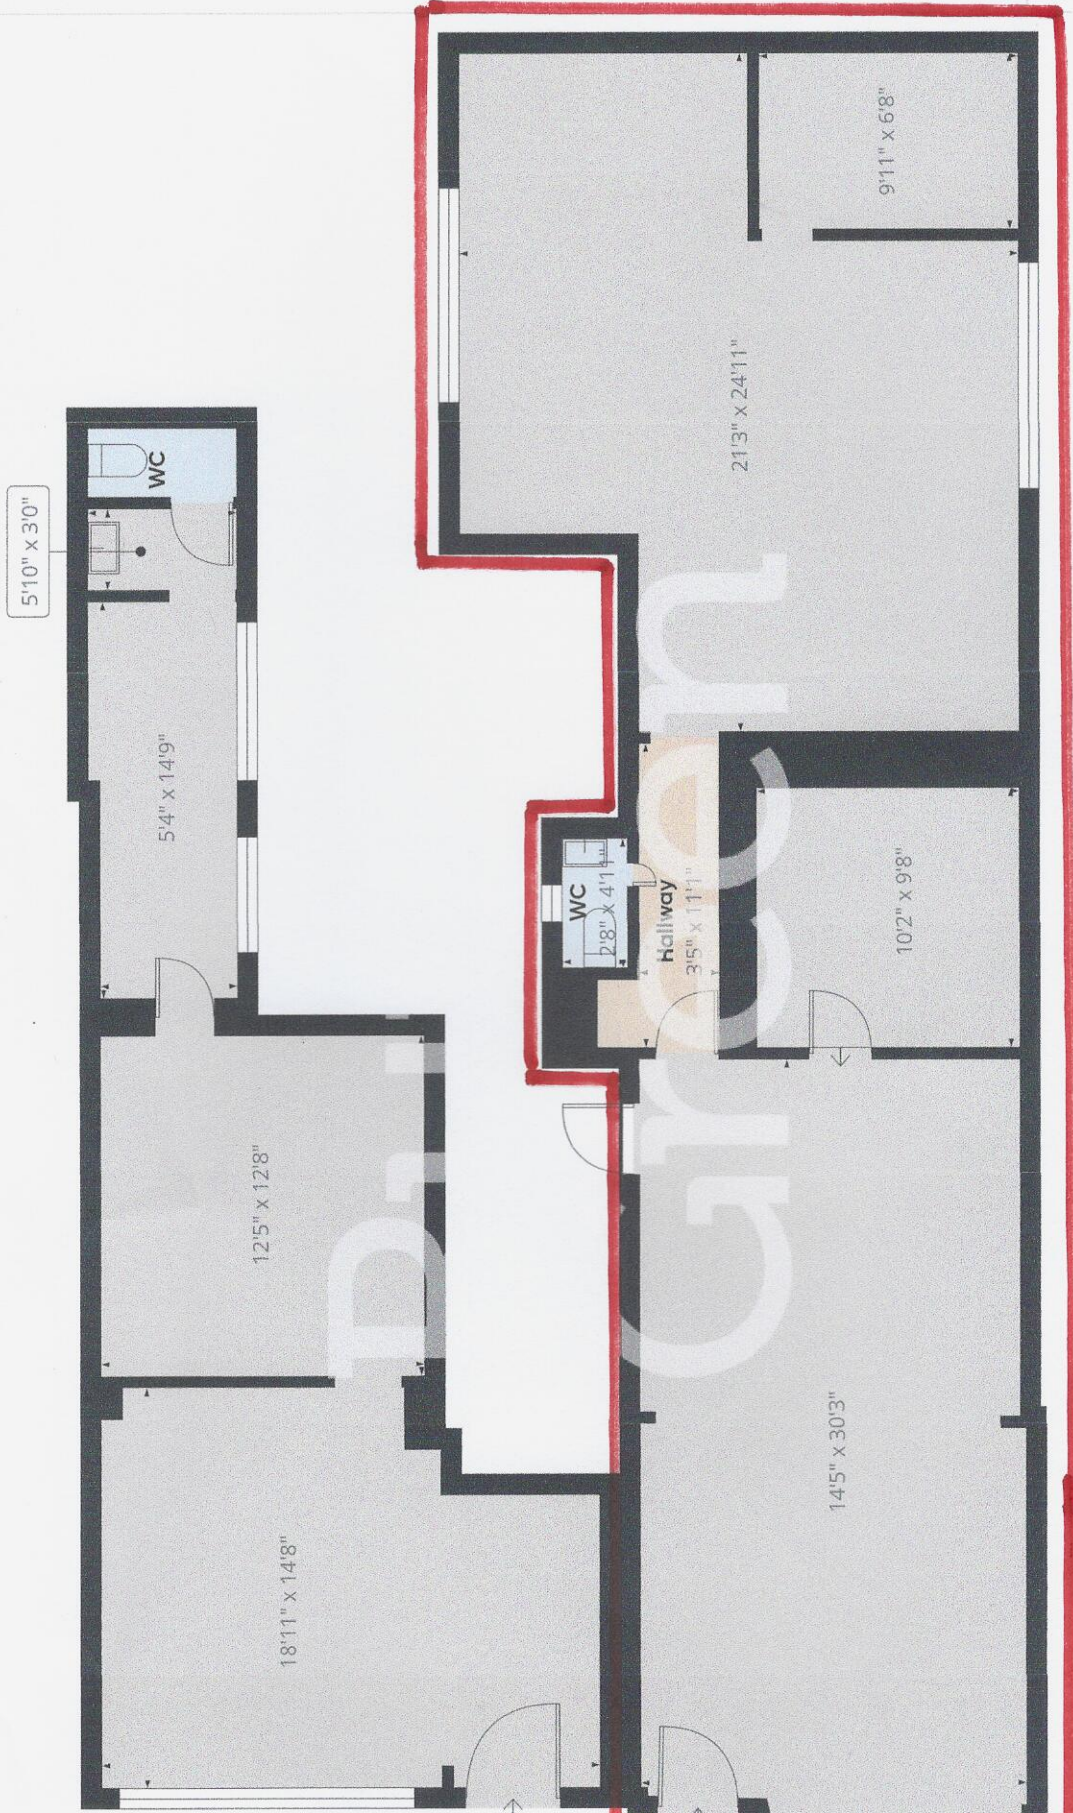 9'11" x 6'8"
21'3" x 24'11"
WC
5'10" x 3'0"
5'4" x 14'9"
WC
2'8" x 4'11"
Hallway
3'5" x 11'1"
10'2" x 9'8"
12'5" x 12'8"
Green
14'5" x 30'3"
18'11" x 14'8"